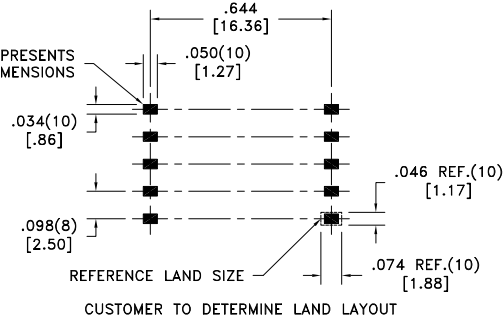 .644
[16.36]
PRESENTS
MENSIONS
.050(10)
[1.27]
.034(10)
[.86]
.046 REF.(10)
[1.17]
.098(8)
[2.50]
REFERENCE LAND SIZE
.074 REF.(10)
[1.88]
CUSTOMER TO DETERMINE LAND LAYOUT